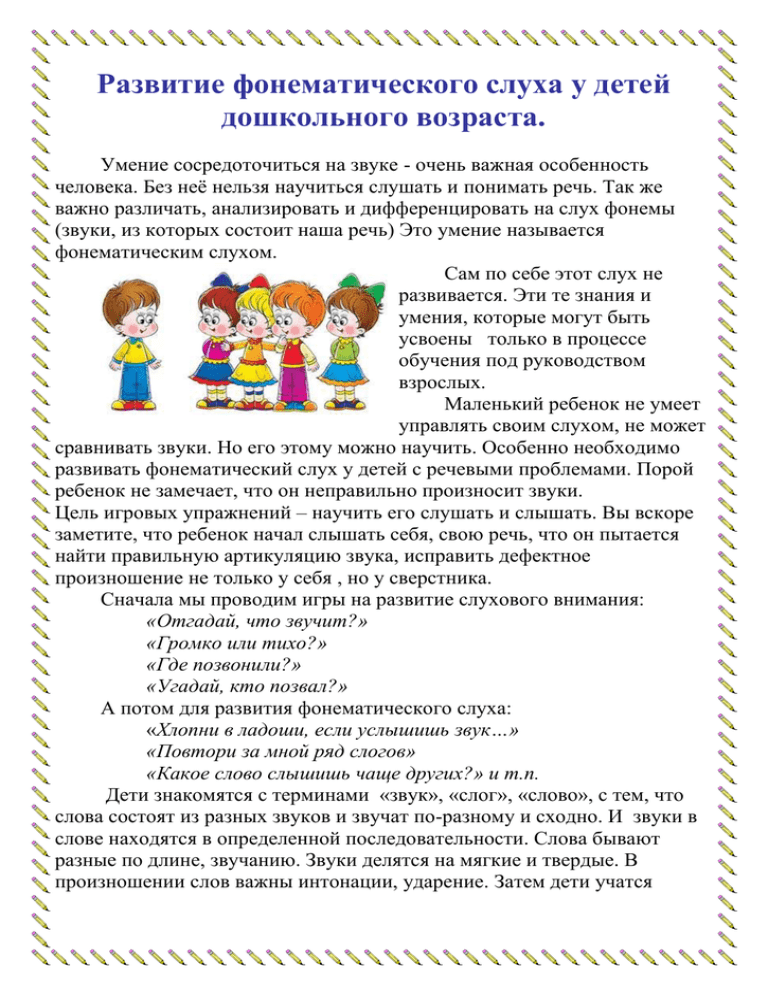 Развитие фонематического слуха у детей
дошкольного возраста.
Умение сосредоточиться на звуке - очень важная особенность
человека. Без неё нельзя научиться слушать и понимать речь. Так же
важно различать, анализировать и дифференцировать на слух фонемы
(звуки, из которых состоит наша речь) Это умение называется
фонематическим слухом.
Сам по себе этот слух не
развивается. Эти те знания и
умения, которые могут быть
усвоены только в процессе
обучения под руководством
взрослых.
Маленький ребенок не умеет
управлять своим слухом, не может
сравнивать звуки. Но его этому можно научить. Особенно необходимо
развивать фонематический слух у детей с речевыми проблемами. Порой
ребенок не замечает, что он неправильно произносит звуки.
Цель игровых упражнений – научить его слушать и слышать. Вы вскоре
заметите, что ребенок начал слышать себя, свою речь, что он пытается
найти правильную артикуляцию звука, исправить дефектное
произношение не только у себя , но у сверстника.
Сначала мы проводим игры на развитие слухового внимания:
«Отгадай, что звучит?»
«Громко или тихо?»
«Где позвонили?»
«Угадай, кто позвал?»
А потом для развития фонематического слуха:
«Хлопни в ладоши, если услышишь звук…»
«Повтори за мной ряд слогов»
«Какое слово слышишь чаще других?» и т.п.
Дети знакомятся с терминами «звук», «слог», «слово», с тем, что
слова состоят из разных звуков и звучат по-разному и сходно. И звуки в
слове находятся в определенной последовательности. Слова бывают
разные по длине, звучанию. Звуки делятся на мягкие и твердые. В
произношении слов важны интонации, ударение. Затем дети учатся